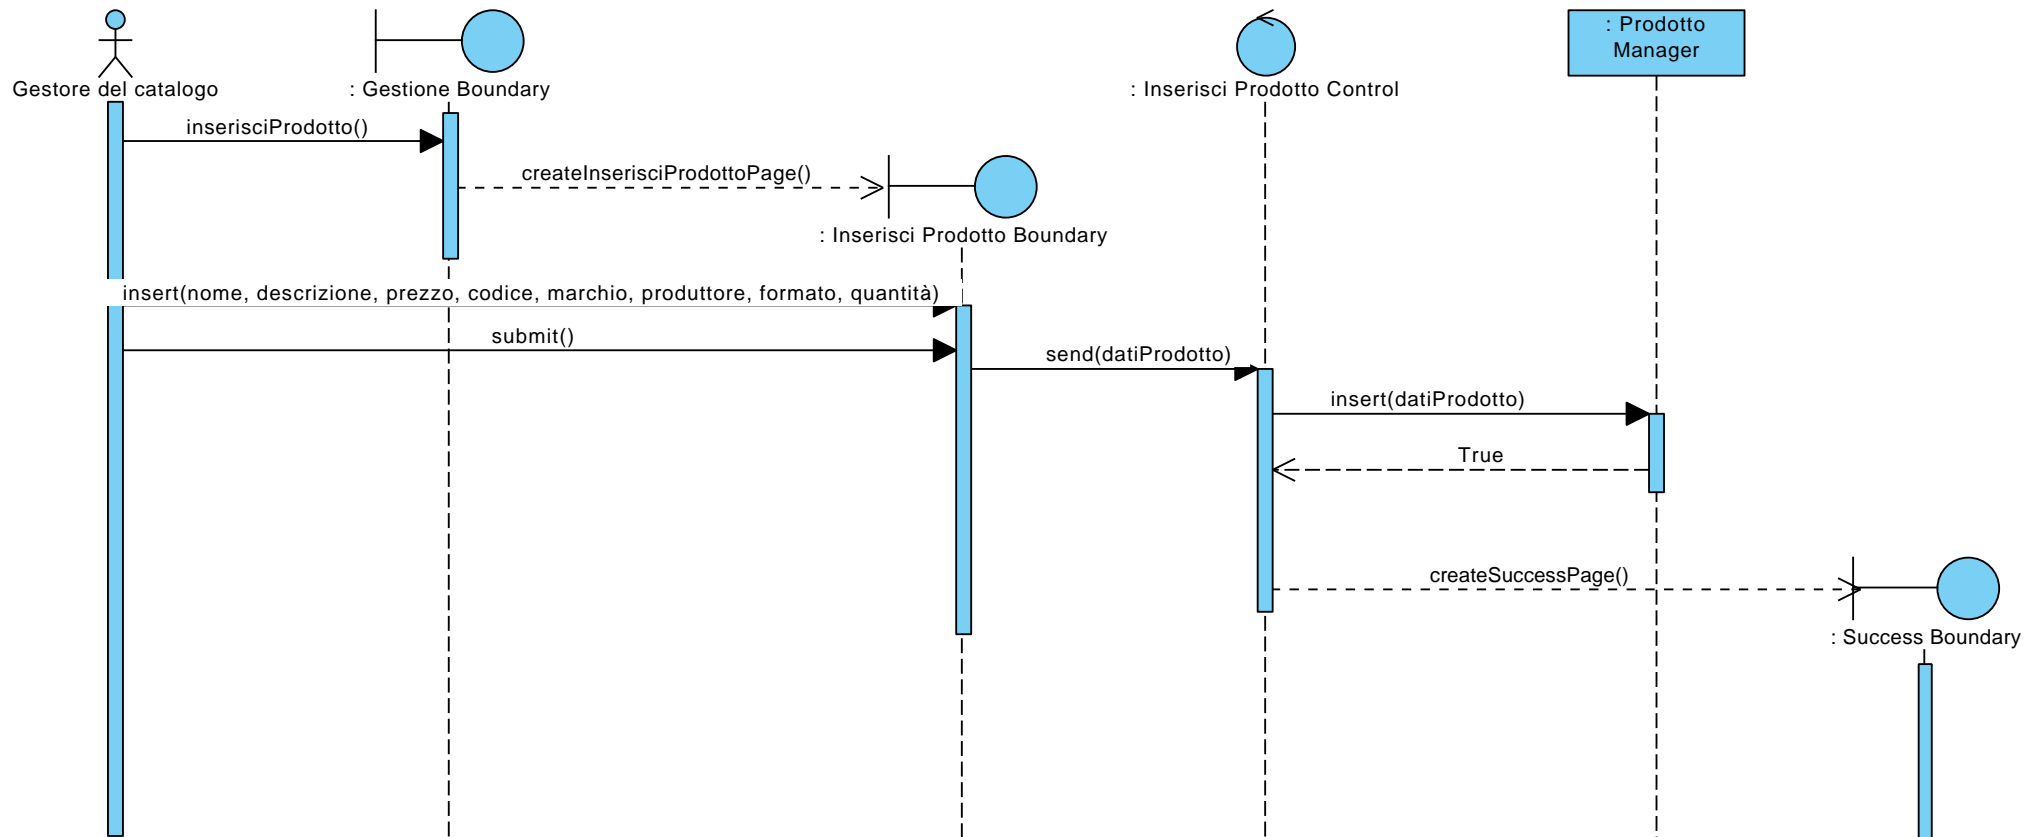 : Prodotto
Manager
Gestore del catalogo
: Gestione Boundary
: Inserisci Prodotto Control
inserisciProdotto()
createInserisciProdottoPage()
: Inserisci Prodotto Boundary
insert(nome, descrizione, prezzo, codice, marchio, produttore, formato, quantità)
submit()
send(datiProdotto)
insert(datiProdotto)
True
createSuccessPage()
: Success Boundary